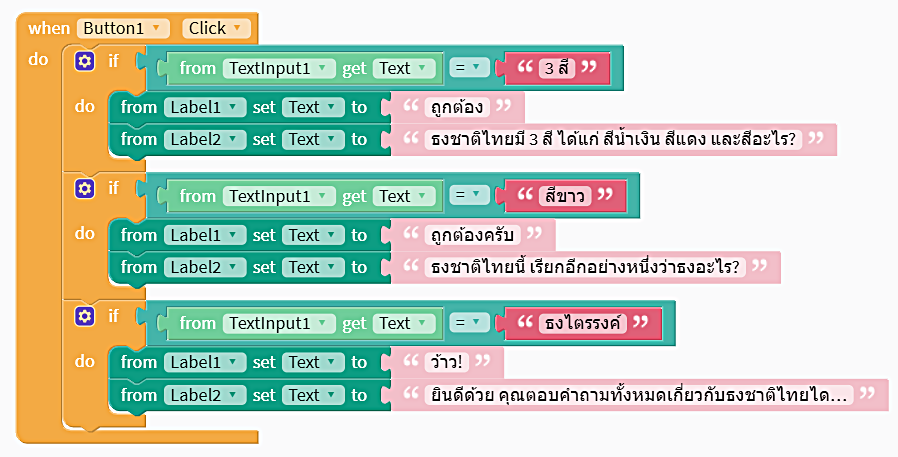 when Button1 Click
do if from TextInput1 get Text = “ 3 สี ”
do from Label1 set Text to “ ถูกต้อง ”
from Label2 set Text to “ ธงชาติไทยมี 3 สี ได้แก่ สีน้ำเงิน สีแดง และสีอะไร? ”
if from TextInput1 get Text = “ สีขาว ”
do from Label1 set Text to “ ถูกต้องครับ ”
from Label2 set Text to “ ธงชาติไทยนี้ เรียกอีกอย่างหนึ่งว่าธงอะไร? ”
if from TextInput1 get Text = “ ธงไตรรงค์ ”
do from Label1 set Text to “ ว้าว! ”
from Label2 set Text to “ ยินดีด้วย คุณตอบคำถามทั้งหมดเกี่ยวกับธงชาติไทยได... ”